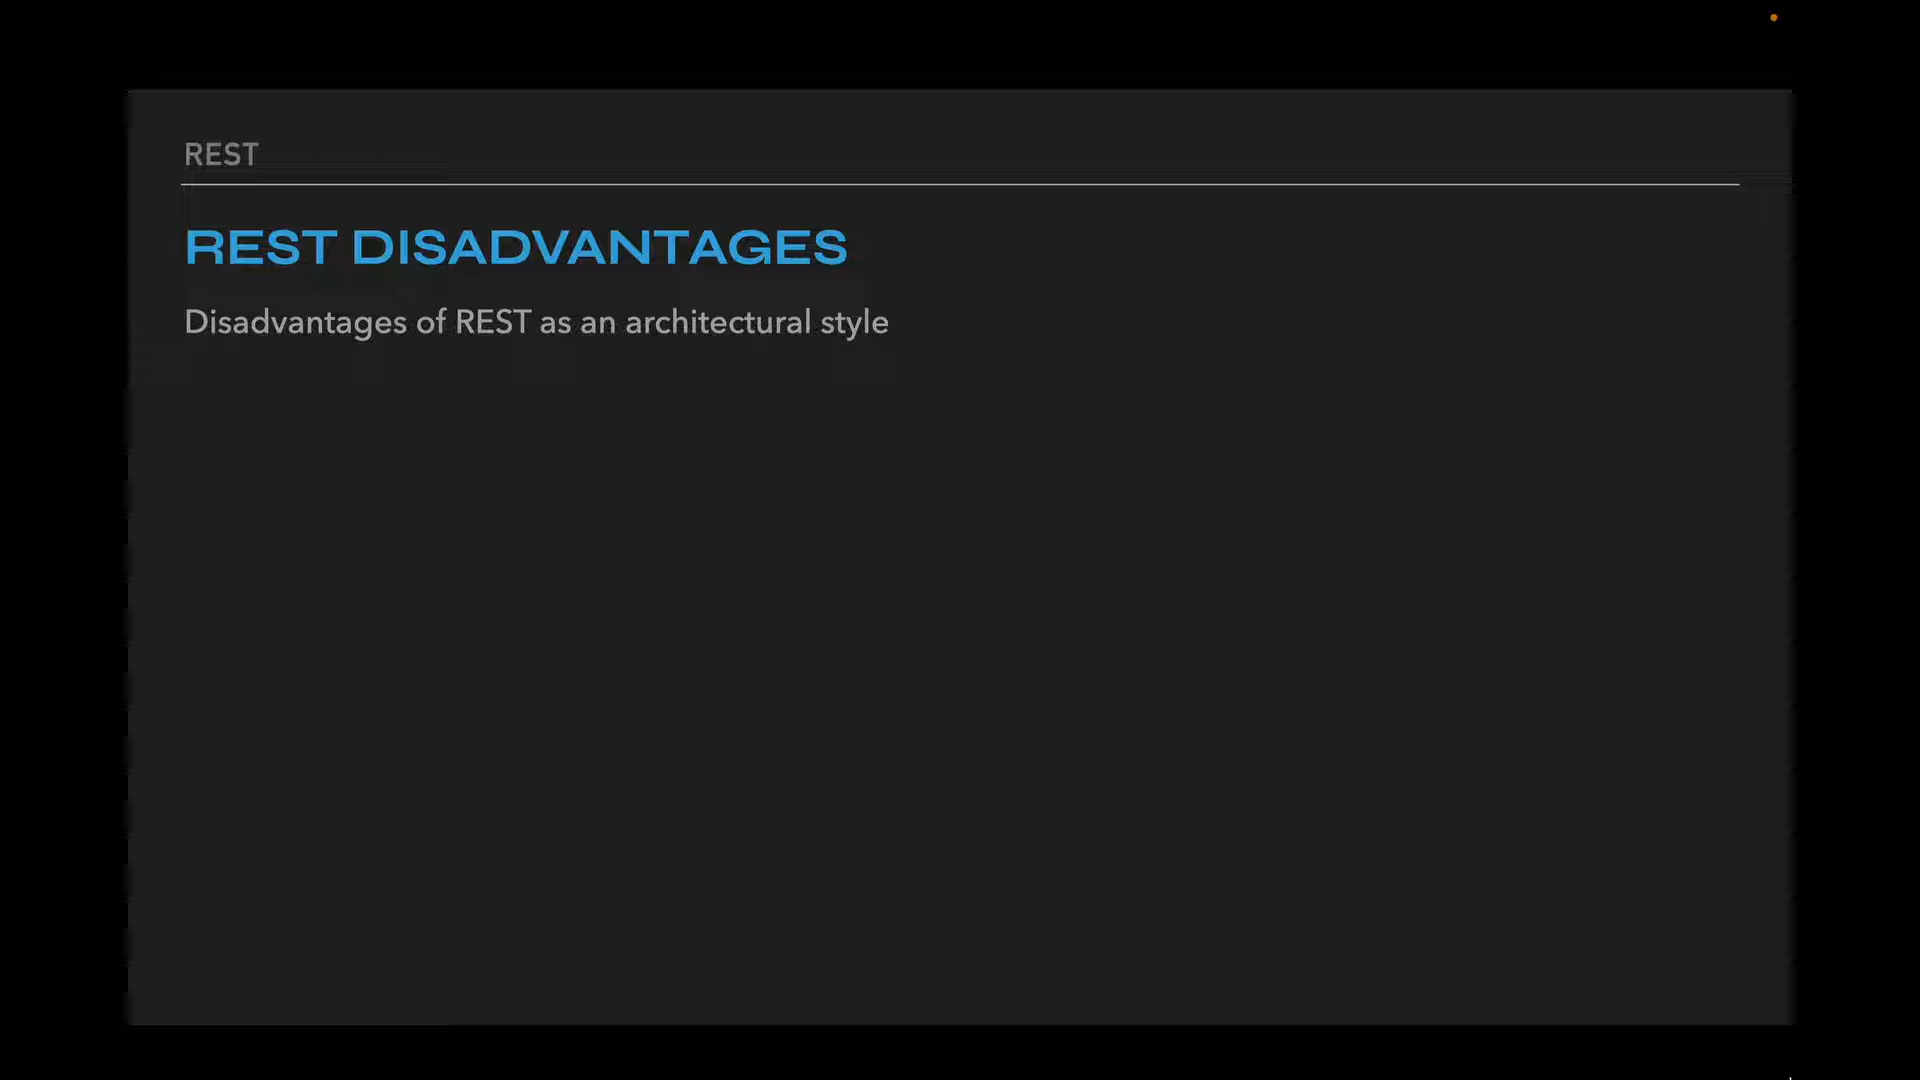 REST
REST DISADVANTAGES
Disadvantages of REST as an architectural style